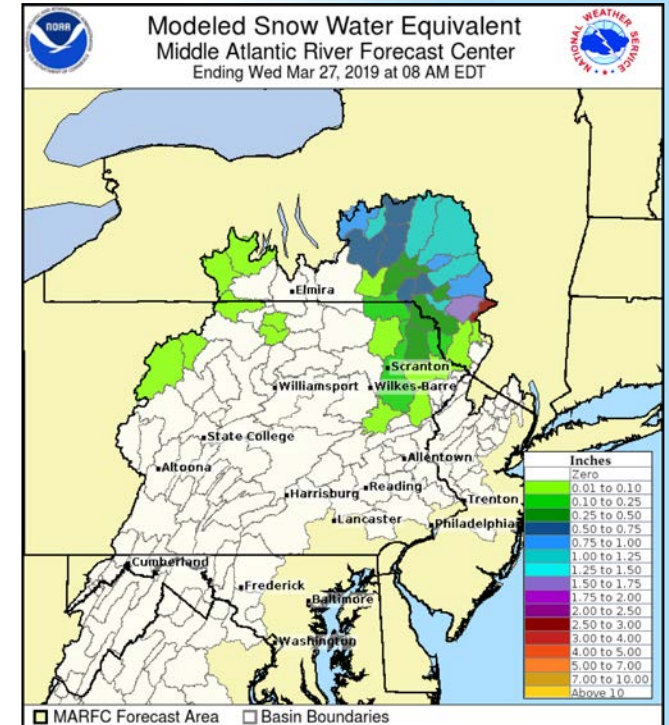 Modeled Snow Water Equivalent
Middle Atlantic River Forecast Center
Ending Wed Mar 27, 2019 at 08 AM EDT
NOAA
NATIONAL WEATHER SERVICE
Elmira
Scranton
Williamsport
Wilkes-Barre
State College
Altoona
Allentown
Harrisburg
Reading
Trenton
Lancaster
Philadelphia
Cumberland
Frederick
Baltimore
Washington
Inches
Zero
0.01 to 0.10
0.10 to 0.25
0.25 to 0.50
0.50 to 0.75
0.75 to 1.00
1.00 to 1.25
1.25 to 1.50
1.50 to 1.75
1.75 to 2.00
2.00 to 2.50
2.50 to 3.00
3.00 to 4.00
4.00 to 5.00
5.00 to 7.00
7.00 to 10.00
Above 10
MARFC Forecast Area
Basin Boundaries